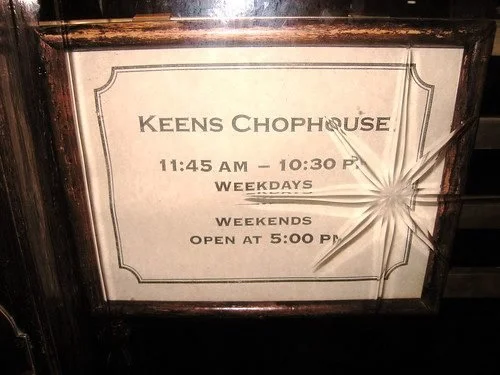 KEENS CHOPHOUSE
11:45 AM – 10:30 P
WEEKDAYS
WEEKENDS
OPEN AT 5:00 PM